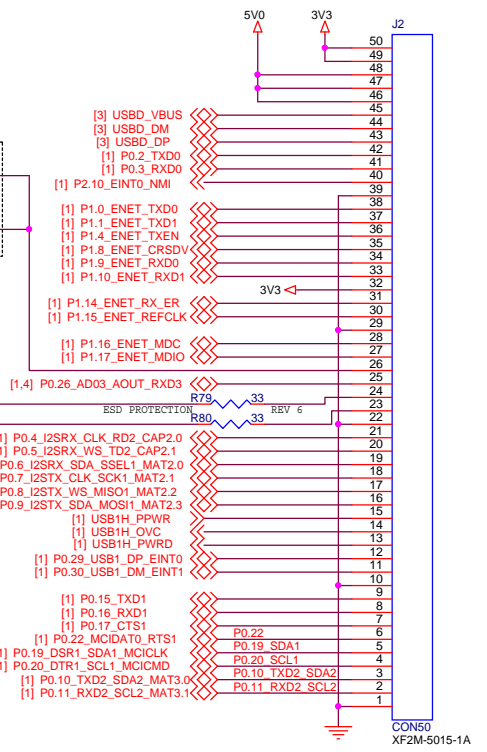 5V0 3V3
J2
50
49
48
47
46
[3] USBD_VBUS 45
[3] USBD_DM 44
[3] USBD_DP 43
[1] P0.2_TXD0 42
[1] P0.3_RXD0 41
[1] P2.10_EINT0_NMI 40
39
[1] P1.0_ENET_TXD0 38
[1] P1.1_ENET_TXD1 37
[1] P1.4_ENET_TXEN 36
[1] P1.8_ENET_CRSDV 35
[1] P1.9_ENET_RXD0 34
[1] P1.10_ENET_RXD1 33
3V3 32
[1] P1.14_ENET_RX_ER 31
[1] P1.15_ENET_REFCLK 30
29
[1] P1.16_ENET_MDC 28
[1] P1.17_ENET_MDIO 27
26
[1,4] P0.26_AD03_AOUT_RXD3 25
R79 33 24
ESD PROTECTION REV 6 23
R80 33 22
1] P0.4_I2SRX_CLK_RD2_CAP2.0 21
1] P0.5_I2SRX_WS_TD2_CAP2.1 20
P0.6_I2SRX_SDA_SSEL1_MAT2.0 19
P0.7_I2STX_CLK_SCK1_MAT2.1 18
P0.8_I2STX_WS_MISO1_MAT2.2 17
P0.9_I2STX_SDA_MOSI1_MAT2.3 16
[1] USB1H_PPWR 15
[1] USB1H_OVC 14
[1] USB1H_PWRD 13
[1] P0.29_USB1_DP_EINT0 12
[1] P0.30_USB1_DM_EINT1 11
10
[1] P0.15_TXD1 9
[1] P0.16_RXD1 8
[1] P0.17_CTS1 7
[1] P0.22_MCIDAT0_RTS1 P0.22 6
1] P0.19_DSR1_SDA1_MCICLK P0.19_SDA1 5
1] P0.20_DTR1_SCL1_MCICMD P0.20_SCL1 4
[1] P0.10_TXD2_SDA2_MAT3.0 P0.10_TXD2_SDA2 3
[1] P0.11_RXD2_SCL2_MAT3.1 P0.11_RXD2_SCL2 2
1
CON50
XF2M-5015-1A